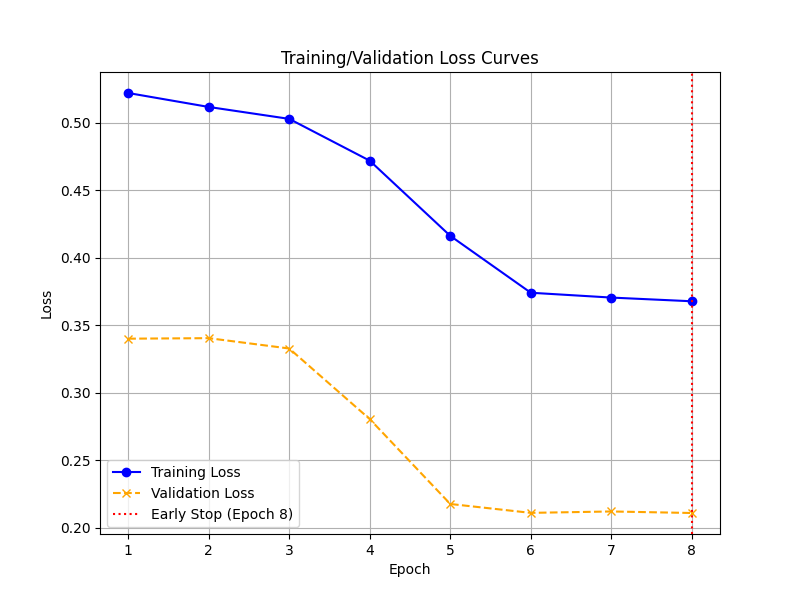 Training/Validation Loss Curves
Loss
0.50
0.45
0.40
0.35
0.30
0.25
0.20
Training Loss
Validation Loss
Early Stop (Epoch 8)
1 2 3 4 5 6 7 8
Epoch